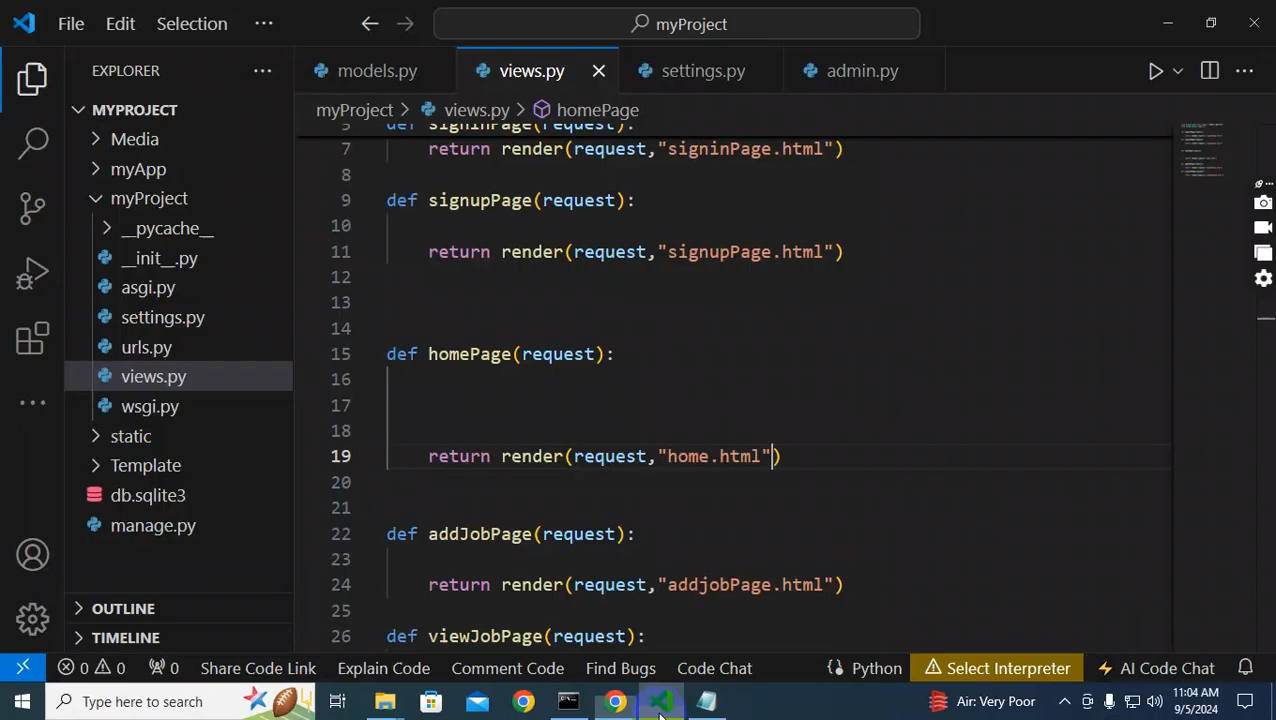 File Edit Selection ··· myProject
EXPLORER ···
models.py views.py settings.py admin.py
MYPROJECT
myProject > views.py > homePage
Media
myApp
myProject
__pycache__
__init__.py
asgi.py
settings.py
urls.py
views.py
wsgi.py
static
Template
db.sqlite3
manage.py
OUTLINE
TIMELINE
5 def signinPage(request):
7 return render(request,"signinPage.html")
8
9 def signupPage(request):
10
11 return render(request,"signupPage.html")
12
13
14
15 def homePage(request):
16
17
18
19 return render(request,"home.html")
20
21
22 def addJobPage(request):
23
24 return render(request,"addjobPage.html")
25
26 def viewJobPage(request):
0 0 0 Share Code Link Explain Code Comment Code Find Bugs Code Chat Python Select Interpreter AI Code Chat
Type here to search Air: Very Poor 11:04 AM
9/5/2024